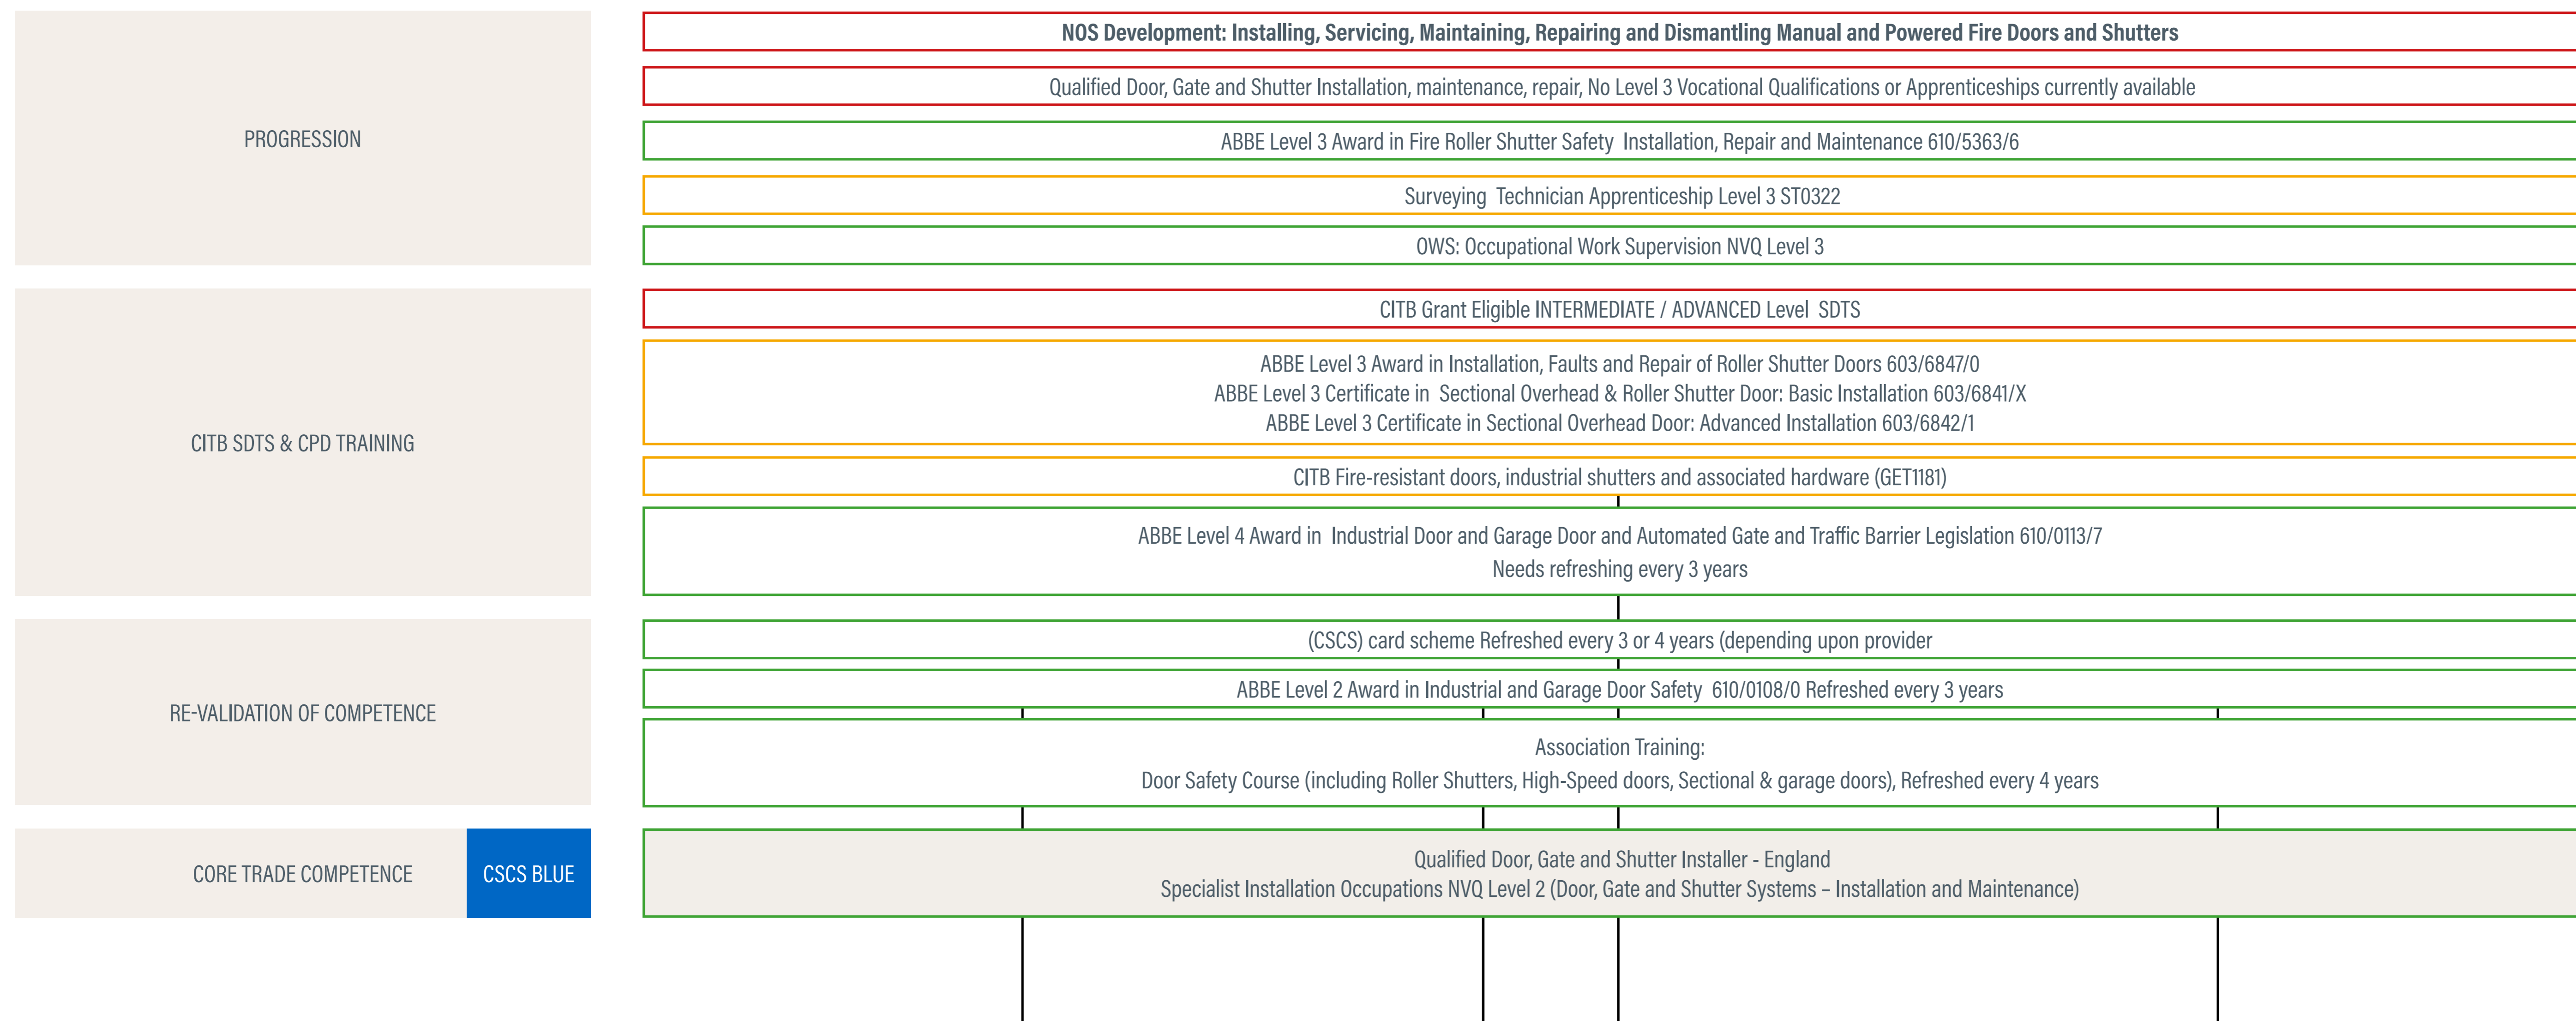 PROGRESSION
NOS Development: Installing, Servicing, Maintaining, Repairing and Dismantling Manual and Powered Fire Doors and Shutters
Qualified Door, Gate and Shutter Installation, maintenance, repair, No Level 3 Vocational Qualifications or Apprenticeships currently available
ABBE Level 3 Award in Fire Roller Shutter Safety  Installation, Repair and Maintenance 610/5363/6
Surveying  Technician Apprenticeship Level 3 ST0322
OWS: Occupational Work Supervision NVQ Level 3
CITB SDTS & CPD TRAINING
CITB Grant Eligible INTERMEDIATE / ADVANCED Level  SDTS
ABBE Level 3 Award in Installation, Faults and Repair of Roller Shutter Doors 603/6847/0
ABBE Level 3 Certificate in  Sectional Overhead & Roller Shutter Door: Basic Installation 603/6841/X
ABBE Level 3 Certificate in Sectional Overhead Door: Advanced Installation 603/6842/1
CITB Fire-resistant doors, industrial shutters and associated hardware (GET1181)
ABBE Level 4 Award in  Industrial Door and Garage Door and Automated Gate and Traffic Barrier Legislation 610/0113/7
Needs refreshing every 3 years
RE-VALIDATION OF COMPETENCE
(CSCS) card scheme Refreshed every 3 or 4 years (depending upon provider
ABBE Level 2 Award in Industrial and Garage Door Safety  610/0108/0 Refreshed every 3 years
Association Training:
Door Safety Course (including Roller Shutters, High-Speed doors, Sectional & garage doors), Refreshed every 4 years
CORE TRADE COMPETENCE
CSCS BLUE
Qualified Door, Gate and Shutter Installer - England
Specialist Installation Occupations NVQ Level 2 (Door, Gate and Shutter Systems – Installation and Maintenance)